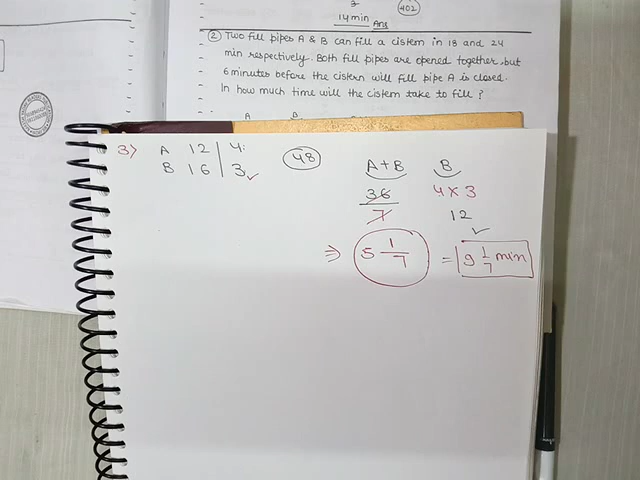 402
14 min Ans
② Two fill pipes A & B can fill a cistern in 18 and 24
min respectively. Both fill pipes are opened together, but
6 minutes before the cistern will fill pipe A is closed.
In how much time will the cistern take to fill?
A B
3) A 12 | 4
B 16 | 3 ✓
48
A+B B
36/7 4 × 3
12 ✓
⇒ 5 1/7 = 9 1/7 min